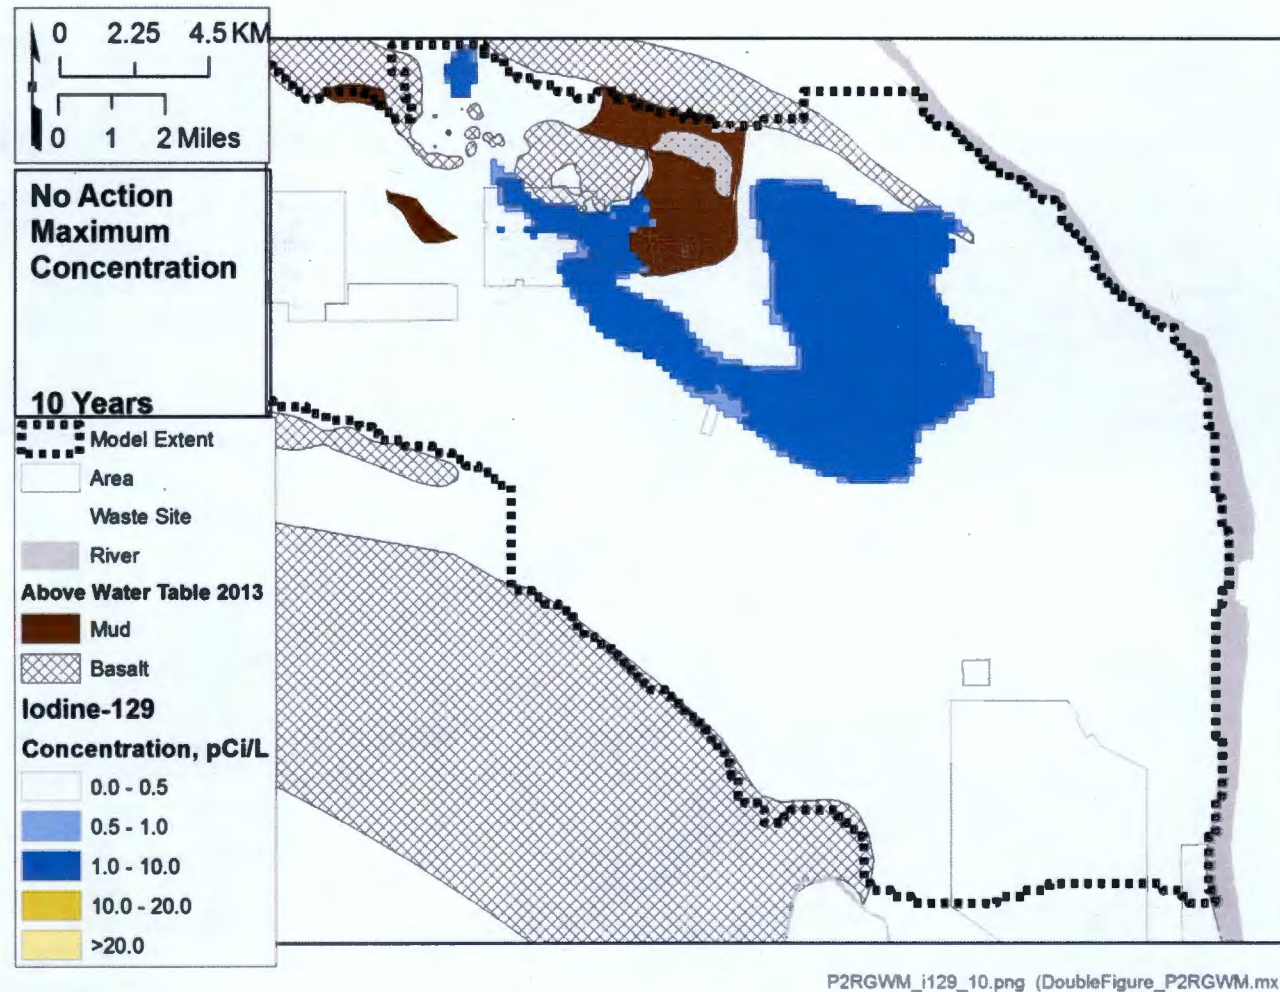 0 2.25 4.5 KM
0 1 2 Miles
No Action
Maximum
Concentration
10 Years
Model Extent
Area
Waste Site
River
Above Water Table 2013
Mud
Basalt
Iodine-129
Concentration, pCi/L
0.0 - 0.5
0.5 - 1.0
1.0 - 10.0
10.0 - 20.0
>20.0
P2RGWM_i129_10.png (DoubleFigure_P2RGWM.mx